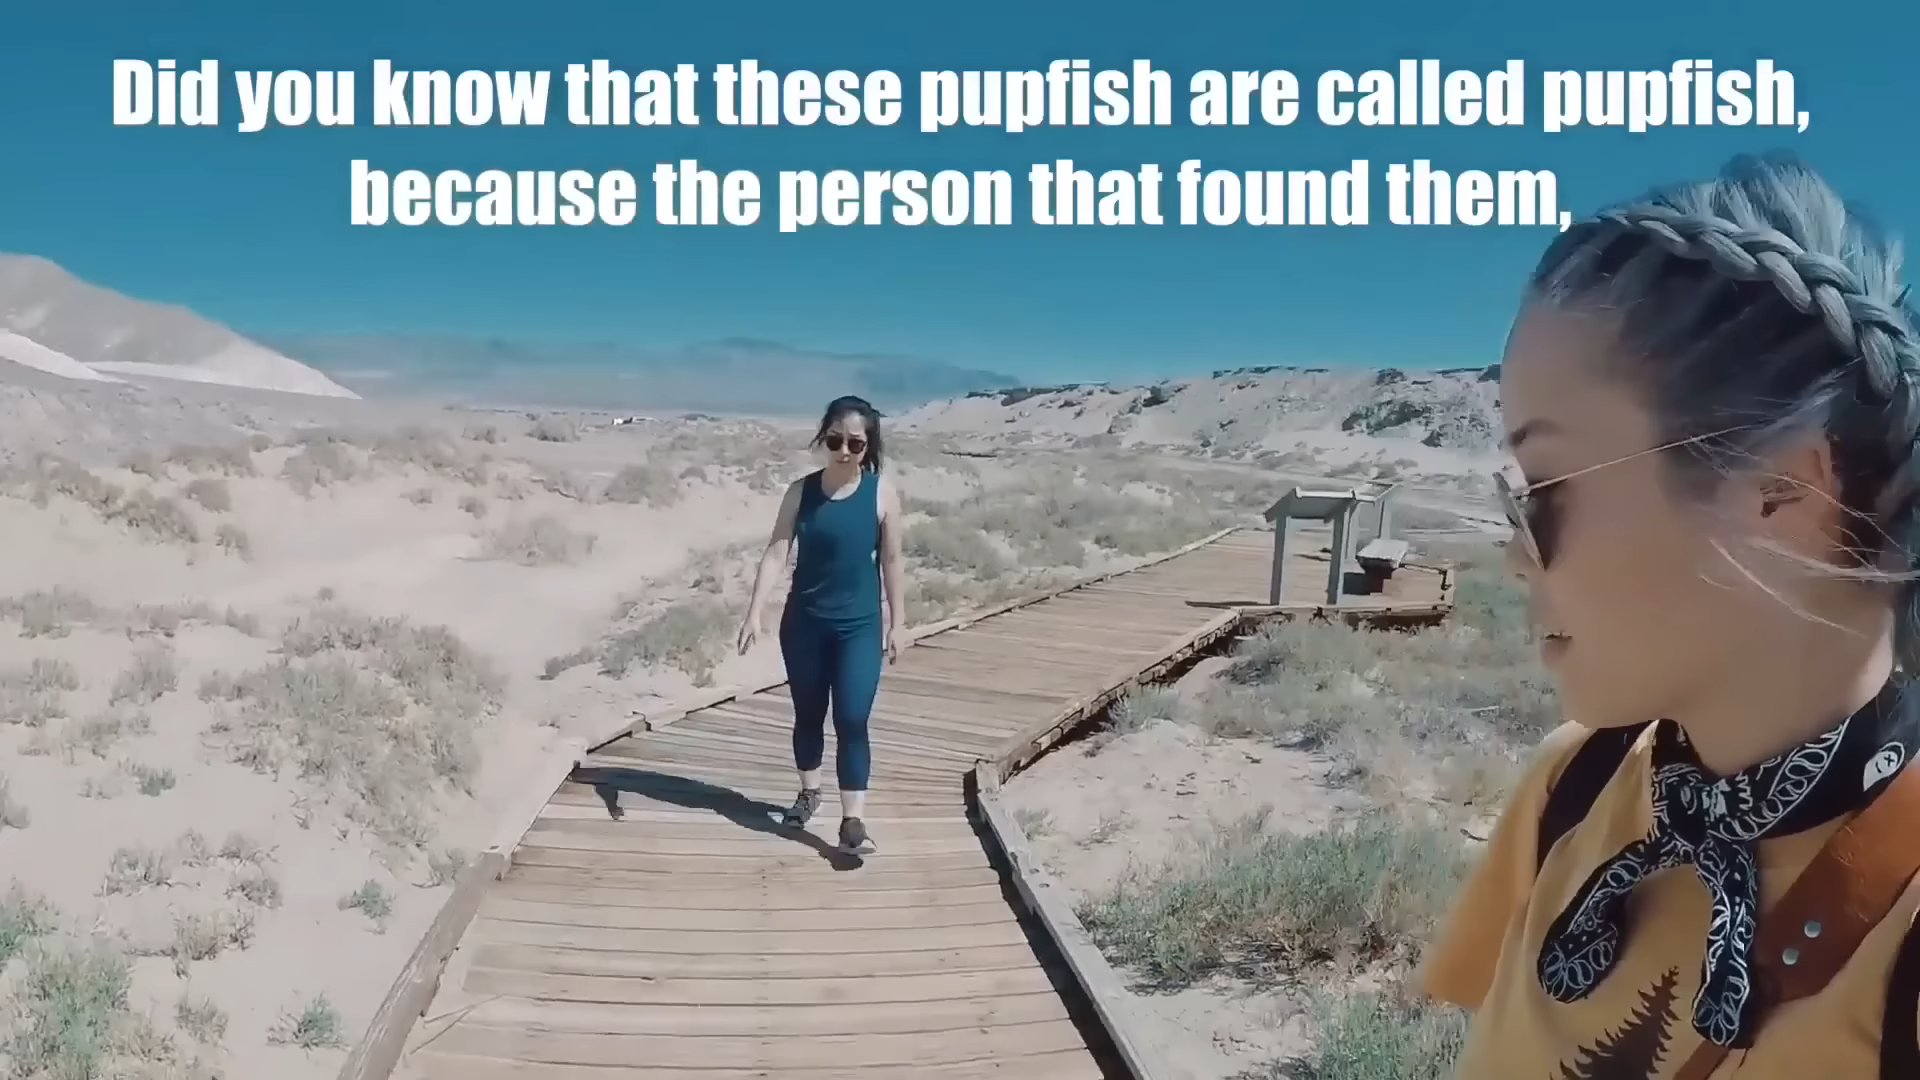 Did you know that these pupfish are called pupfish,
because the person that found them,